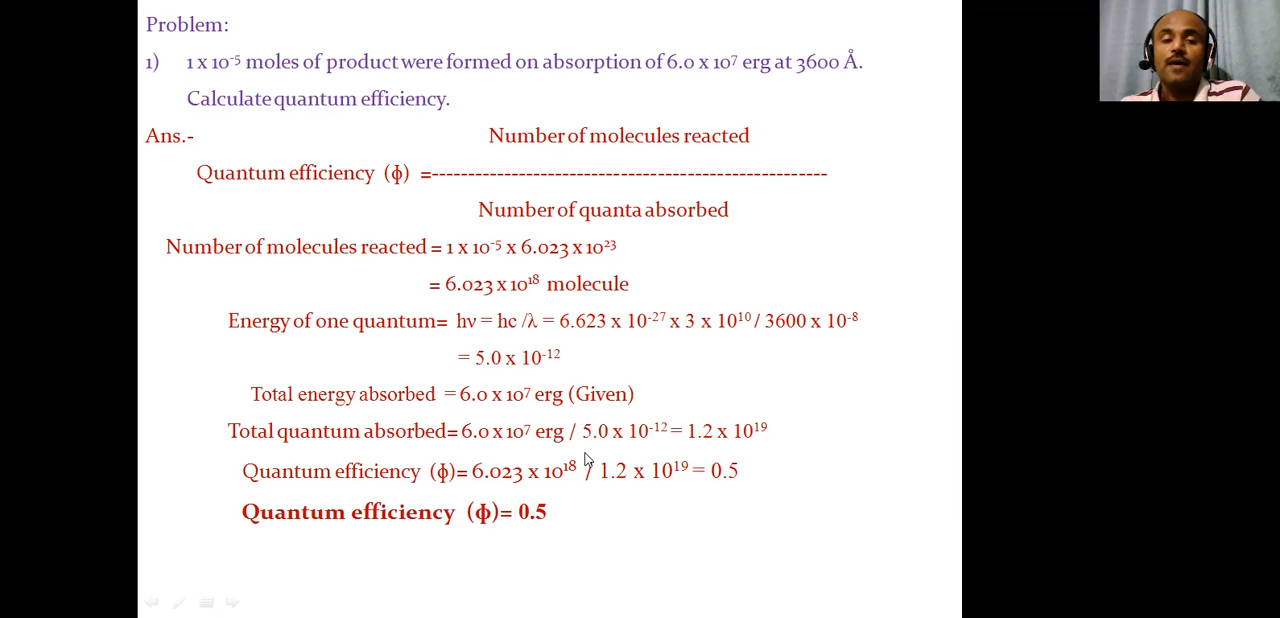 Problem:
1) 1 x 10⁻⁵ moles of product were formed on absorption of 6.0 x 10⁷ erg at 3600 Å.
Calculate quantum efficiency.
Ans.- Number of molecules reacted
Quantum efficiency (ϕ) =------------------------------------------------------
Number of quanta absorbed
Number of molecules reacted = 1 x 10⁻⁵ x 6.023 x 10²³
= 6.023 x 10¹⁸ molecule
Energy of one quantum= hν = hc /λ = 6.623 x 10⁻²⁷ x 3 x 10¹⁰ / 3600 x 10⁻⁸
= 5.0 x 10⁻¹²
Total energy absorbed = 6.0 x 10⁷ erg (Given)
Total quantum absorbed= 6.0 x 10⁷ erg / 5.0 x 10⁻¹² = 1.2 x 10¹⁹
Quantum efficiency (ϕ)= 6.023 x 10¹⁸ / 1.2 x 10¹⁹ = 0.5
Quantum efficiency (ϕ)= 0.5